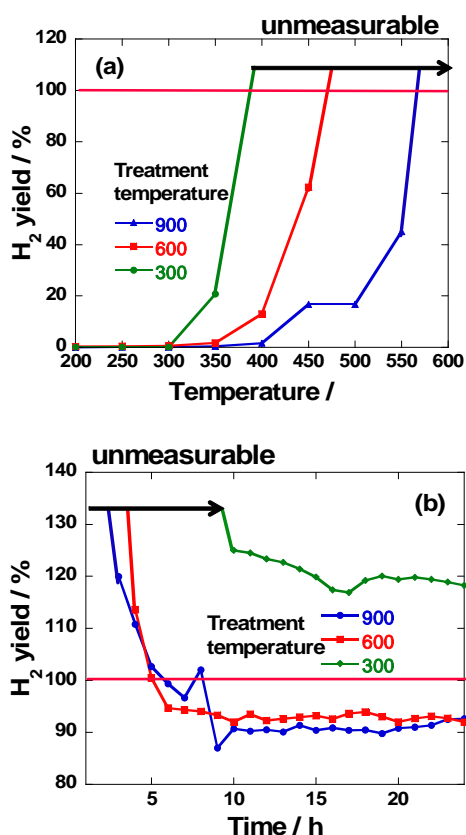 unmeasurable
(a)
120
100
80
60
40
20
0
H2 yield / %
Treatment
temperature
900
600
300
200 250 300 350 400 450 500 550 600
Temperature /
unmeasurable
(b)
140
130
120
110
100
90
80
H2 yield / %
Treatment
temperature
900
600
300
5 10 15 20
Time / h